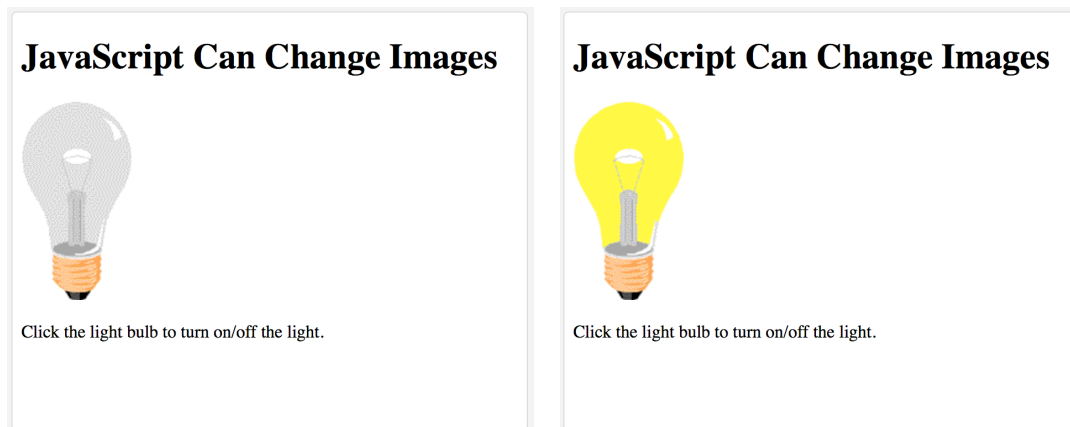 JavaScript Can Change Images
Click the light bulb to turn on/off the light.
JavaScript Can Change Images
Click the light bulb to turn on/off the light.